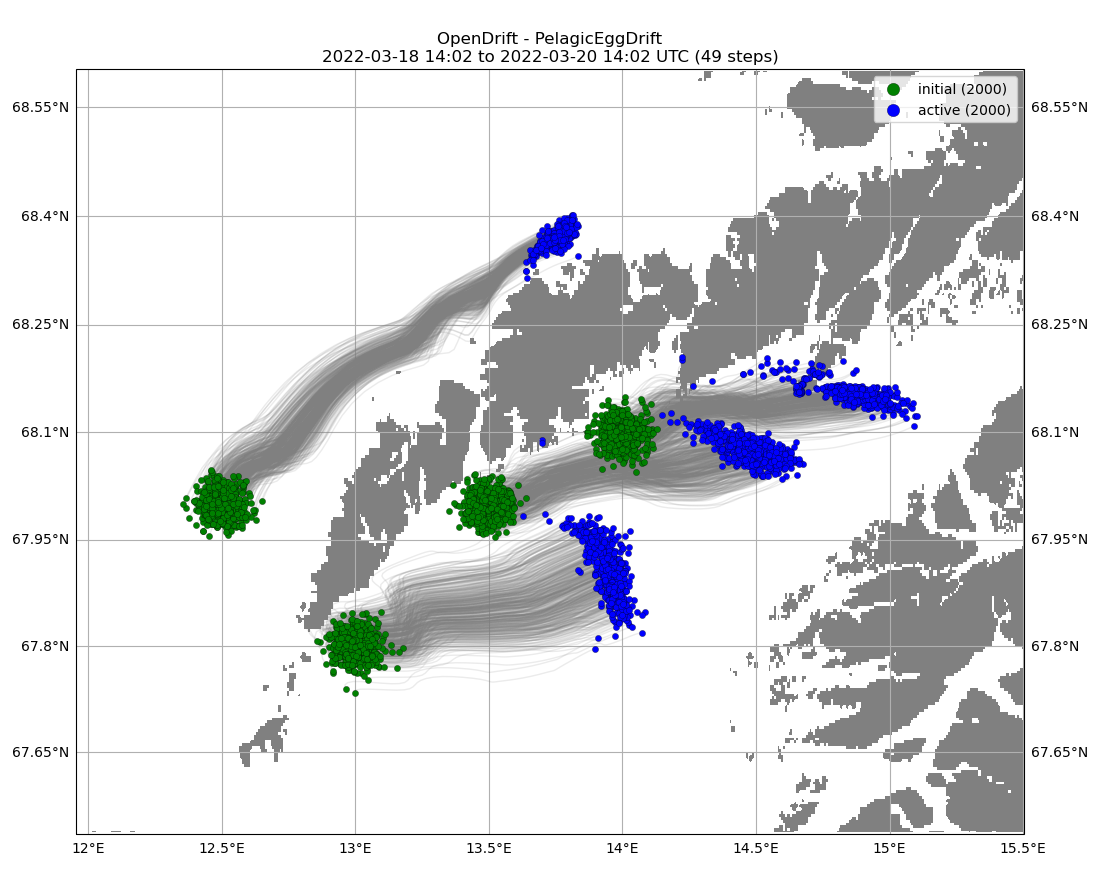 OpenDrift - PelagicEggDrift
2022-03-18 14:02 to 2022-03-20 14:02 UTC (49 steps)
initial (2000)
active (2000)
68.55°N
68.55°N
68.4°N
68.4°N
68.25°N
68.25°N
68.1°N
68.1°N
67.95°N
67.95°N
67.8°N
67.8°N
67.65°N
67.65°N
12°E
12.5°E
13°E
13.5°E
14°E
14.5°E
15°E
15.5°E